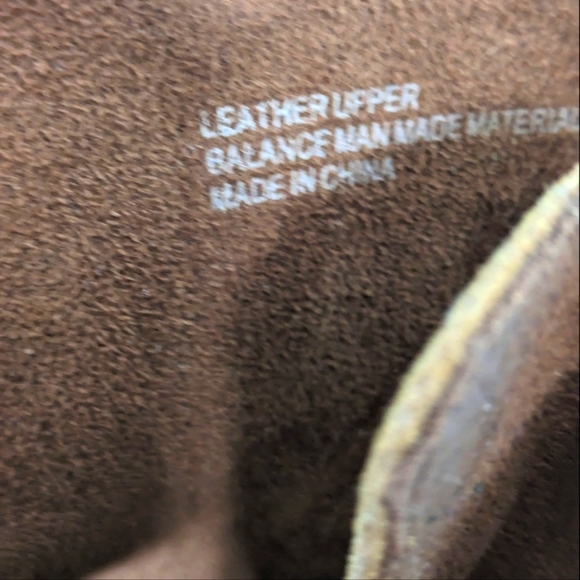 LEATHER UPPER
BALANCE MAN MADE MATERIAL
MADE IN CHINA